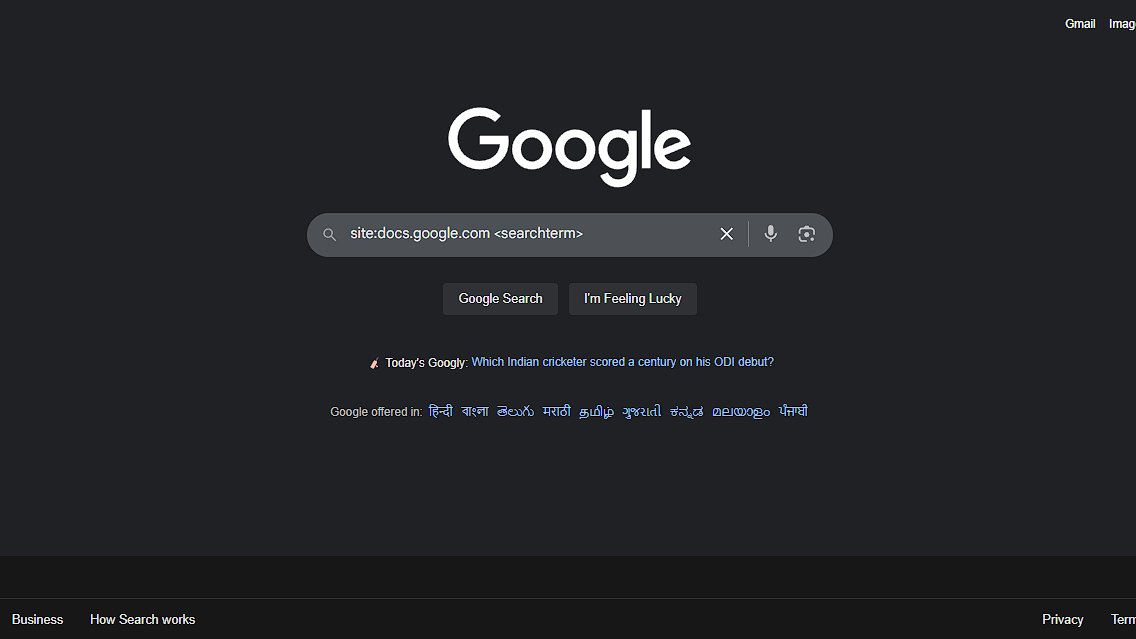 Gmail Imag
Google
site:docs.google.com <searchterm>
Google Search I'm Feeling Lucky
Today's Googly: Which Indian cricketer scored a century on his ODI debut?
Google offered in: हिन्दी বাংলা తెలుగు मराठी தமிழ் ગુજરાતી ಕನ್ನಡ മലയാളം ਪੰਜਾਬੀ
Business How Search works Privacy Term